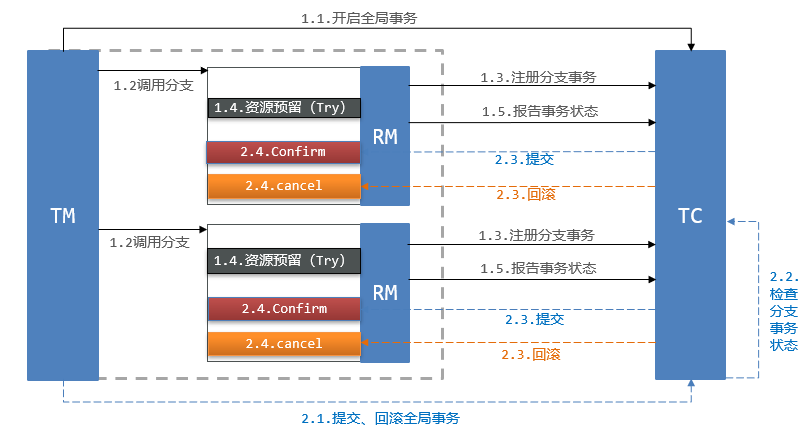 1.1.开启全局事务
1.2调用分支
1.3.注册分支事务
1.4.资源预留（Try）
1.5.报告事务状态
RM
2.4.Confirm
2.3.提交
2.4.cancel
2.3.回滚
TM
TC
1.2调用分支
1.3.注册分支事务
1.4.资源预留（Try）
1.5.报告事务状态
RM
2.4.Confirm
2.3.提交
2.4.cancel
2.3.回滚
2.2.
检查
分支
事务
状态
2.1.提交、回滚全局事务